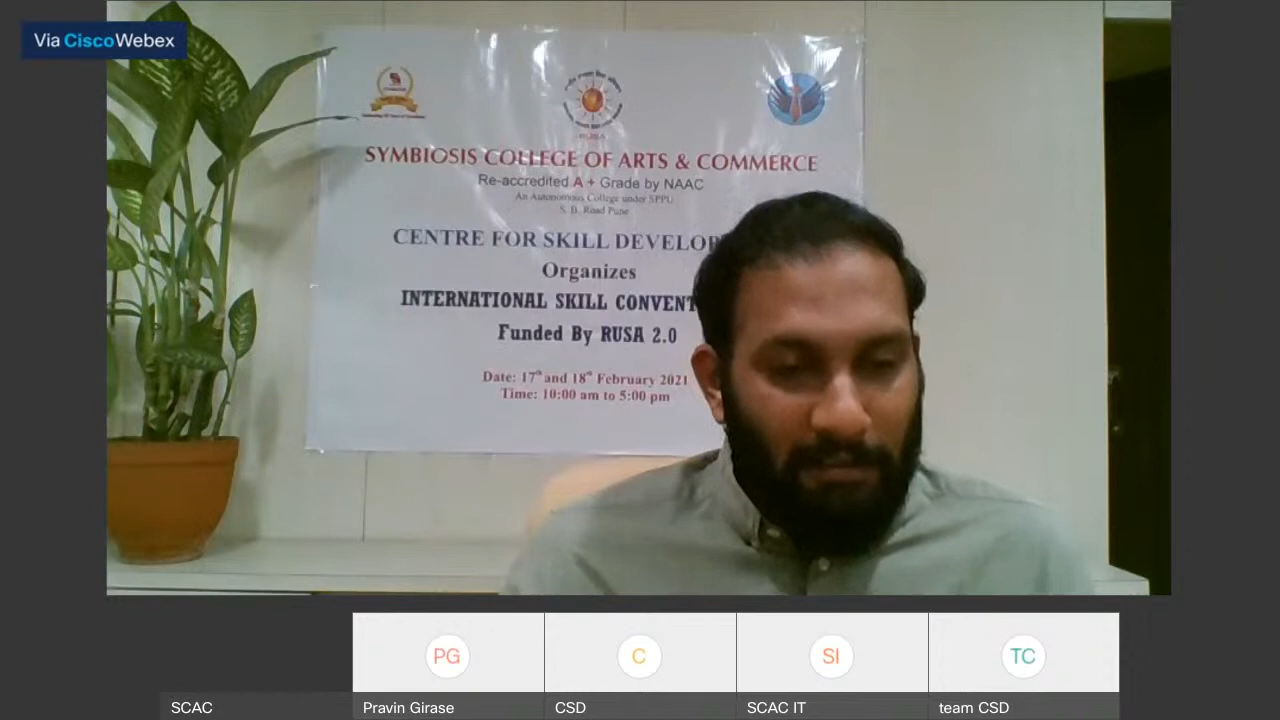 Via CiscoWebex
RUSA
SYMBIOSIS COLLEGE OF ARTS & COMMERCE
Re-accredited A + Grade by NAAC
An Autonomous College under SPPU
S. B. Road Pune
CENTRE FOR SKILL DEVELOP
Organizes
INTERNATIONAL SKILL CONVENT
Funded By RUSA 2.0
Date: 17th and 18th February 2021
Time: 10:00 am to 5:00 pm
PG
C
SI
TC
SCAC
Pravin Girase
CSD
SCAC IT
team CSD